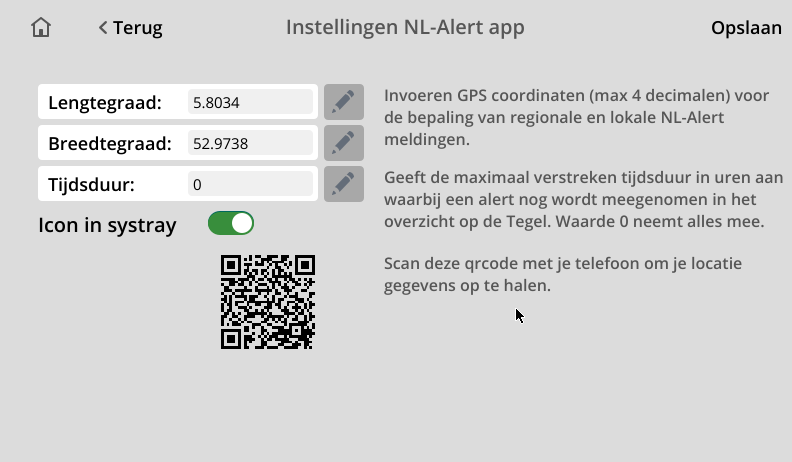 Terug
Instellingen NL-Alert app
Opslaan
Lengtegraad: 5.8034
Breedtegraad: 52.9738
Tijdsduur: 0
Icon in systray
Invoeren GPS coordinaten (max 4 decimalen) voor
de bepaling van regionale en lokale NL-Alert
meldingen.
Geeft de maximaal verstreken tijdsduur in uren aan
waarbij een alert nog wordt meegenomen in het
overzicht op de Tegel. Waarde 0 neemt alles mee.
Scan deze qrcode met je telefoon om je locatie
gegevens op te halen.